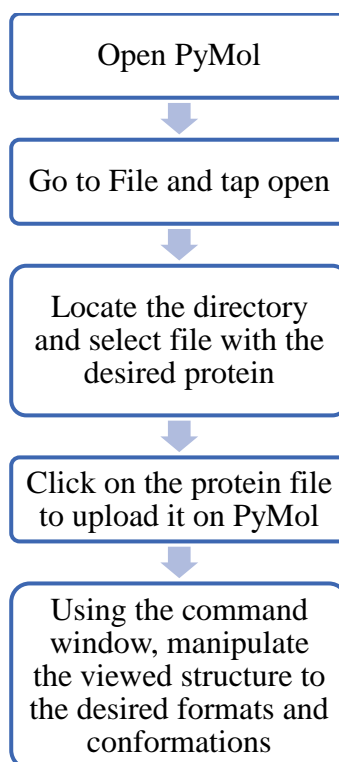 Open PyMol
Go to File and tap open
Locate the directory
and select file with the
desired protein
Click on the protein file
to upload it on PyMol
Using the command
window, manipulate
the viewed structure to
the desired formats and
conformations